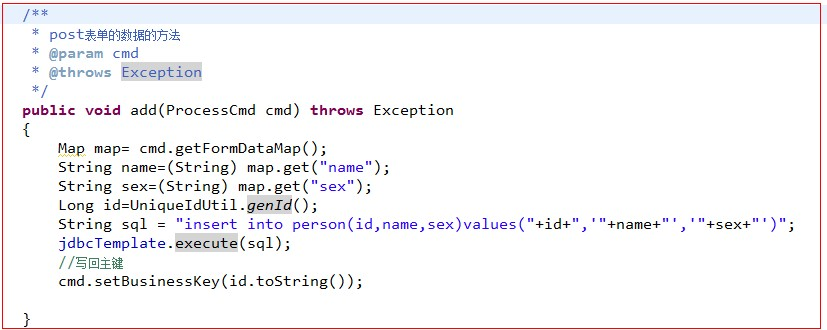 /**
 * post表单的数据的方法
 * @param cmd
 * @throws Exception
 */
public void add(ProcessCmd cmd) throws Exception
{
    Map map= cmd.getFormDataMap();
    String name=(String) map.get("name");
    String sex=(String) map.get("sex");
    Long id=UniqueIdUtil.genId();
    String sql = "insert into person(id,name,sex)values("+id+",'"+name+"','"+sex+"')";
    jdbcTemplate.execute(sql);
    //写回主键
    cmd.setBusinessKey(id.toString());
}